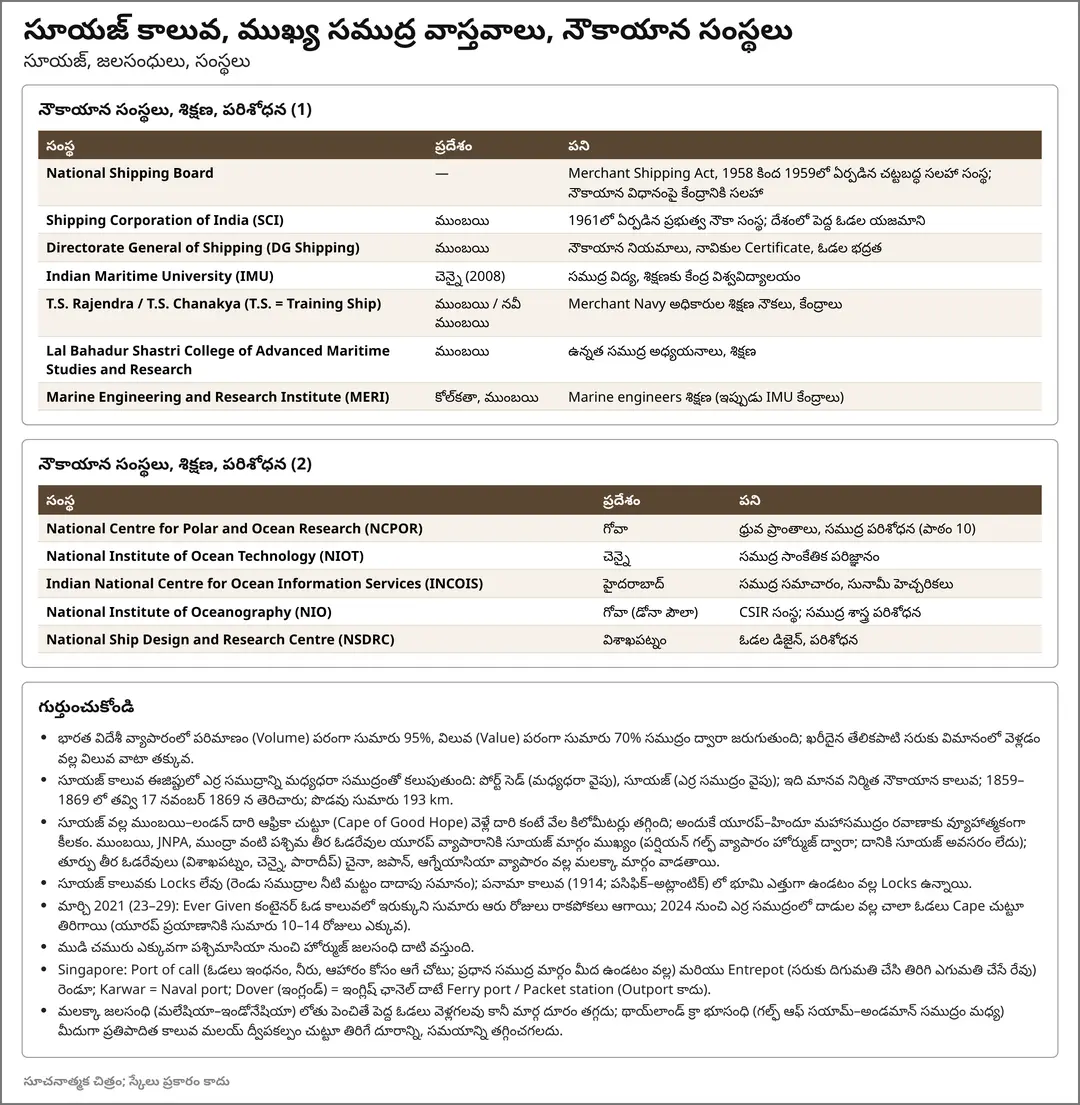 సూయజ్ కాలువ, ముఖ్య సముద్ర వాస్తవాలు, నౌకాయాన సంస్థలు
సూయజ్, జలసంధులు, సంస్థలు
నౌకాయాన సంస్థలు, శిక్షణ, పరిశోధన (1)
సంస్థ ప్రదేశం పని
National Shipping Board — Merchant Shipping Act, 1958 కింద 1959లో ఏర్పడిన చట్టబద్ధ సలహా సంస్థ;
నౌకాయాన విధానంపై కేంద్రానికి సలహా
Shipping Corporation of India (SCI) ముంబయి 1961లో ఏర్పడిన ప్రభుత్వ నౌకా సంస్థ; దేశంలో పెద్ద ఓడల యజమాని
Directorate General of Shipping (DG Shipping) ముంబయి నౌకాయాన నియమాలు, నావికుల Certificate, ఓడల భద్రత
Indian Maritime University (IMU) చెన్నై (2008) సముద్ర విద్య, శిక్షణకు కేంద్ర విశ్వవిద్యాలయం
T.S. Rajendra / T.S. Chanakya (T.S. = Training Ship) ముంబయి / నవీ Merchant Navy అధికారుల శిక్షణ నౌకలు, కేంద్రాలు
ముంబయి
Lal Bahadur Shastri College of Advanced Maritime ముంబయి ఉన్నత సముద్ర అధ్యయనాలు, శిక్షణ
Studies and Research
Marine Engineering and Research Institute (MERI) కోల్‌కతా, ముంబయి Marine engineers శిక్షణ (ఇప్పుడు IMU కేంద్రాలు)
నౌకాయాన సంస్థలు, శిక్షణ, పరిశోధన (2)
సంస్థ ప్రదేశం పని
National Centre for Polar and Ocean Research (NCPOR) గోవా ధ్రువ ప్రాంతాలు, సముద్ర పరిశోధన (పాఠం 10)
National Institute of Ocean Technology (NIOT) చెన్నై సముద్ర సాంకేతిక పరిజ్ఞానం
Indian National Centre for Ocean Information Services (INCOIS) హైదరాబాద్ సముద్ర సమాచారం, సునామీ హెచ్చరికలు
National Institute of Oceanography (NIO) గోవా (డోనా పౌలా) CSIR సంస్థ; సముద్ర శాస్త్ర పరిశోధన
National Ship Design and Research Centre (NSDRC) విశాఖపట్నం ఓడల డిజైన్, పరిశోధన
గుర్తుంచుకోండి
• భారత విదేశీ వ్యాపారంలో పరిమాణం (Volume) పరంగా సుమారు 95%, విలువ (Value) పరంగా సుమారు 70% సముద్రం ద్వారా జరుగుతుంది; ఖరీదైన తేలికపాటి సరుకు విమానంలో వెళ్లడం
వల్ల విలువ వాటా తక్కువ.
• సూయజ్ కాలువ ఈజిప్టులో ఎర్ర సముద్రాన్ని మధ్యధరా సముద్రంతో కలుపుతుంది: పోర్ట్ సెడ్ (మధ్యధరా వైపు), సూయజ్ (ఎర్ర సముద్రం వైపు); ఇది మానవ నిర్మిత నౌకాయాన కాలువ; 1859–
1869 లో తవ్వి 17 నవంబర్ 1869 న తెరిచారు; పొడవు సుమారు 193 km.
• సూయజ్ వల్ల ముంబయి–లండన్ దారి ఆఫ్రికా చుట్టూ (Cape of Good Hope) వెళ్లే దారి కంటే వేల కిలోమీటర్లు తగ్గింది; అందుకే యూరప్–హిందూ మహాసముద్రం రవాణాకు వ్యూహాత్మకంగా
కీలకం. ముంబయి, JNPA, ముంద్రా వంటి పశ్చిమ తీర ఓడరేవుల యూరప్ వ్యాపారానికి సూయజ్ మార్గం ముఖ్యం (పర్షియన్ గల్ఫ్ వ్యాపారం హోర్ముజ్ ద్వారా; దానికి సూయజ్ అవసరం లేదు);
తూర్పు తీర ఓడరేవులు (విశాఖపట్నం, చెన్నై, పారాదీప్) చైనా, జపాన్, ఆగ్నేయాసియా వ్యాపారం వల్ల మలక్కా మార్గం వాడతాయి.
• సూయజ్ కాలువకు Locks లేవు (రెండు సముద్రాల నీటి మట్టం దాదాపు సమానం); పనామా కాలువ (1914; పసిఫిక్–అట్లాంటిక్) లో భూమి ఎత్తుగా ఉండటం వల్ల Locks ఉన్నాయి.
• మార్చి 2021 (23–29): Ever Given కంటైనర్ ఓడ కాలువలో ఇరుక్కుని సుమారు ఆరు రోజులు రాకపోకలు ఆగాయి; 2024 నుంచి ఎర్ర సముద్రంలో దాడుల వల్ల చాలా ఓడలు Cape చుట్టూ
తిరిగాయి (యూరప్ ప్రయాణానికి సుమారు 10–14 రోజులు ఎక్కువ).
• ముడి చమురు ఎక్కువగా పశ్చిమాసియా నుంచి హోర్ముజ్ జలసంధి దాటి వస్తుంది.
• Singapore: Port of call (ఓడలు ఇంధనం, నీరు, ఆహారం కోసం ఆగే చోటు; ప్రధాన సముద్ర మార్గం మీద ఉండటం వల్ల) మరియు Entrepot (సరుకు దిగుమతి చేసి తిరిగి ఎగుమతి చేసే రేవు)
రెండూ; Karwar = Naval port; Dover (ఇంగ్లండ్) = ఇంగ్లిష్ ఛానెల్ దాటే Ferry port / Packet station (Outport కాదు).
• మలక్కా జలసంధి (మలేషియా–ఇండోనేషియా) లోతు పెంచితే పెద్ద ఓడలు వెళ్లగలవు కానీ మార్గ దూరం తగ్గదు; థాయ్‌లాండ్ క్రా భూసంధి (గల్ఫ్ ఆఫ్ సయామ్–అండమాన్ సముద్రం మధ్య)
మీదుగా ప్రతిపాదిత కాలువ మలయ్ ద్వీపకల్పం చుట్టూ తిరిగే దూరాన్ని, సమయాన్ని తగ్గించగలదు.
సూచనాత్మక చిత్రం; స్కేలు ప్రకారం కాదు